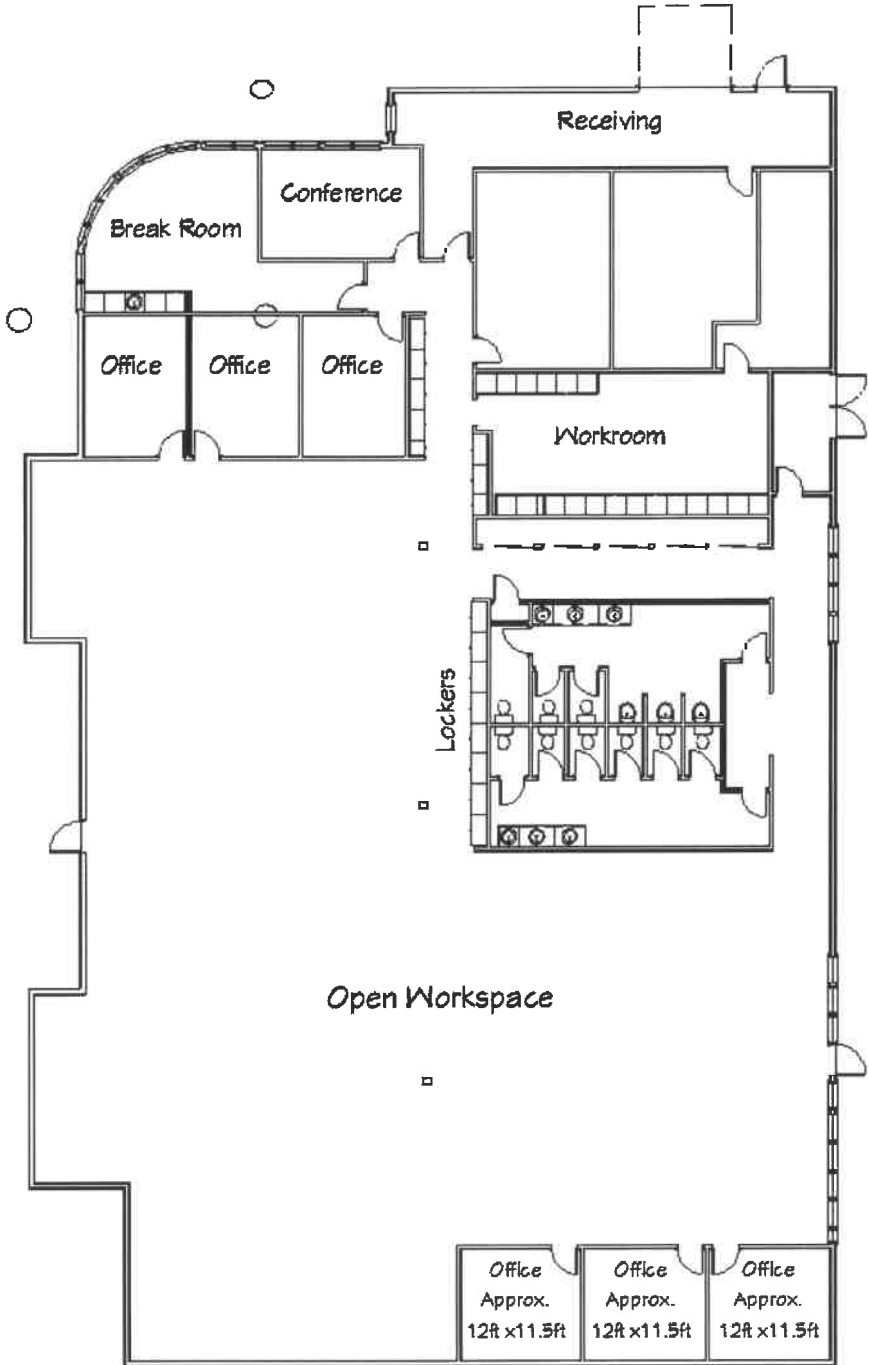 Receiving
Conference
Break Room
Office
Office
Office
Workroom
Lockers
Open Workspace
Office
Approx.
12ft x11.5ft
Office
Approx.
12ft x11.5ft
Office
Approx.
12ft x11.5ft